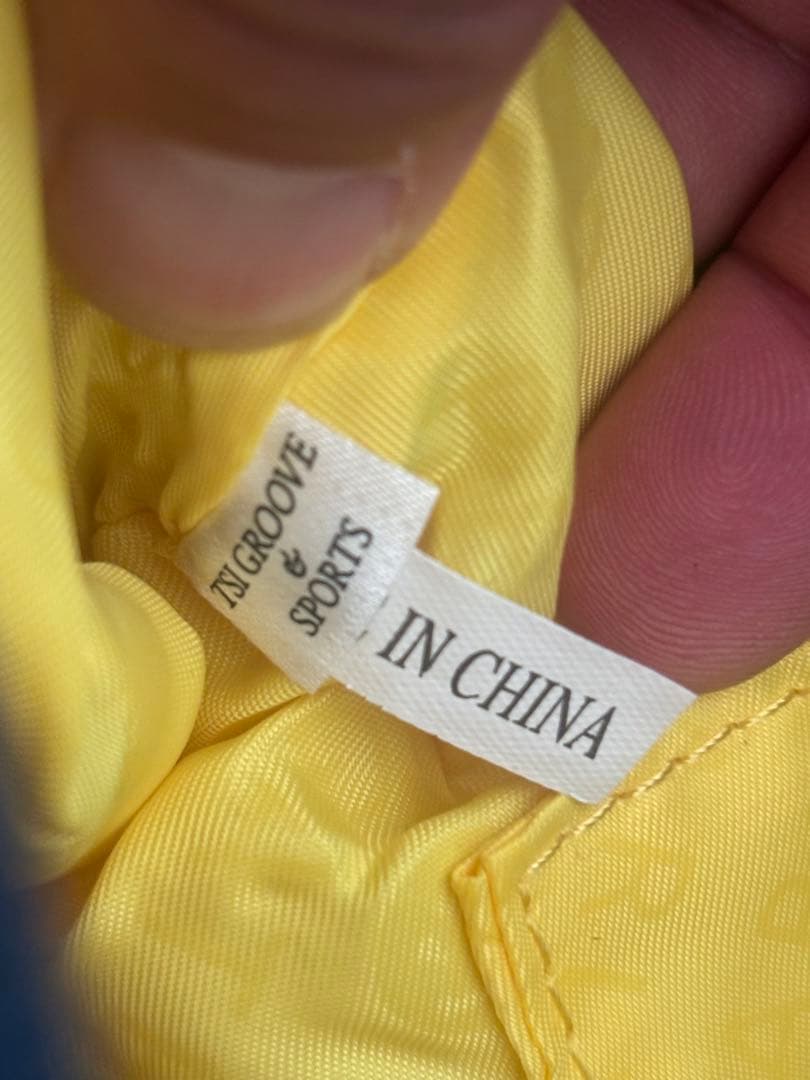 TSI GROOVE
&
SPORTS
IN CHINA